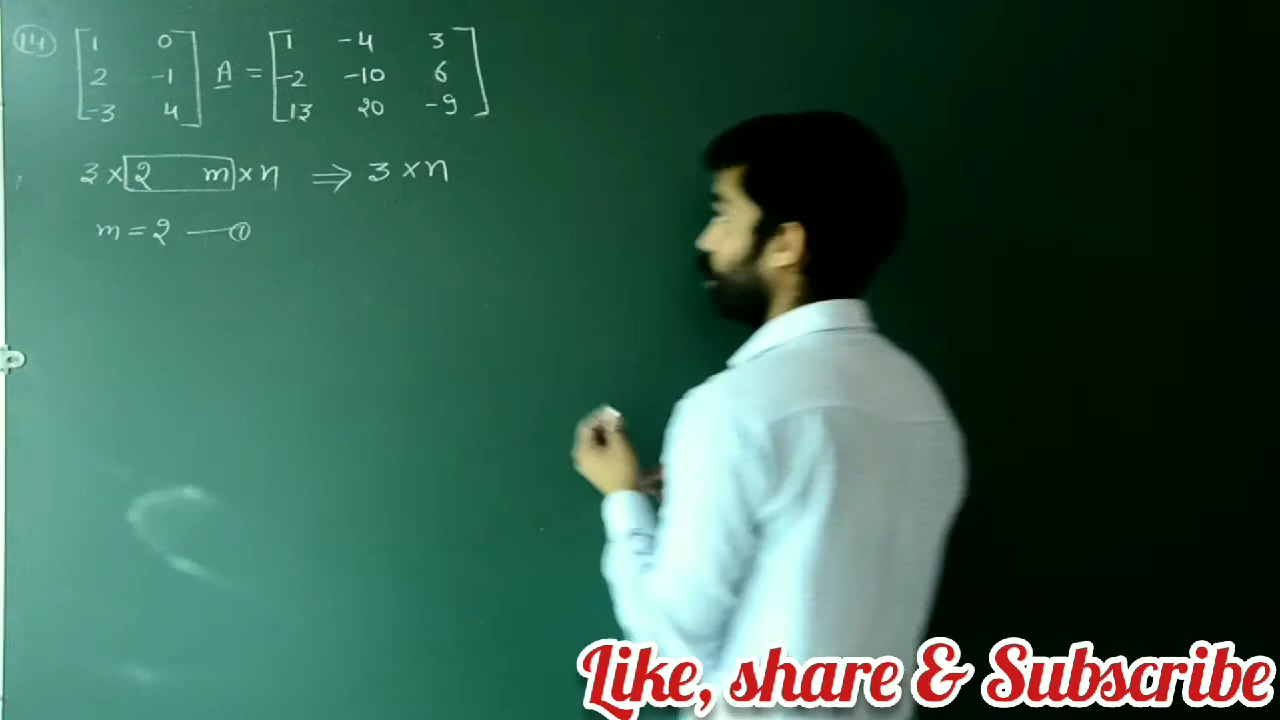 14 [1 0 2 -1 -3 4] A = [1 -4 3 -2 -10 6 13 20 -9]
3 × 2 m × n ⇒ 3 × n
m = 2 — ①
Like, share & Subscribe